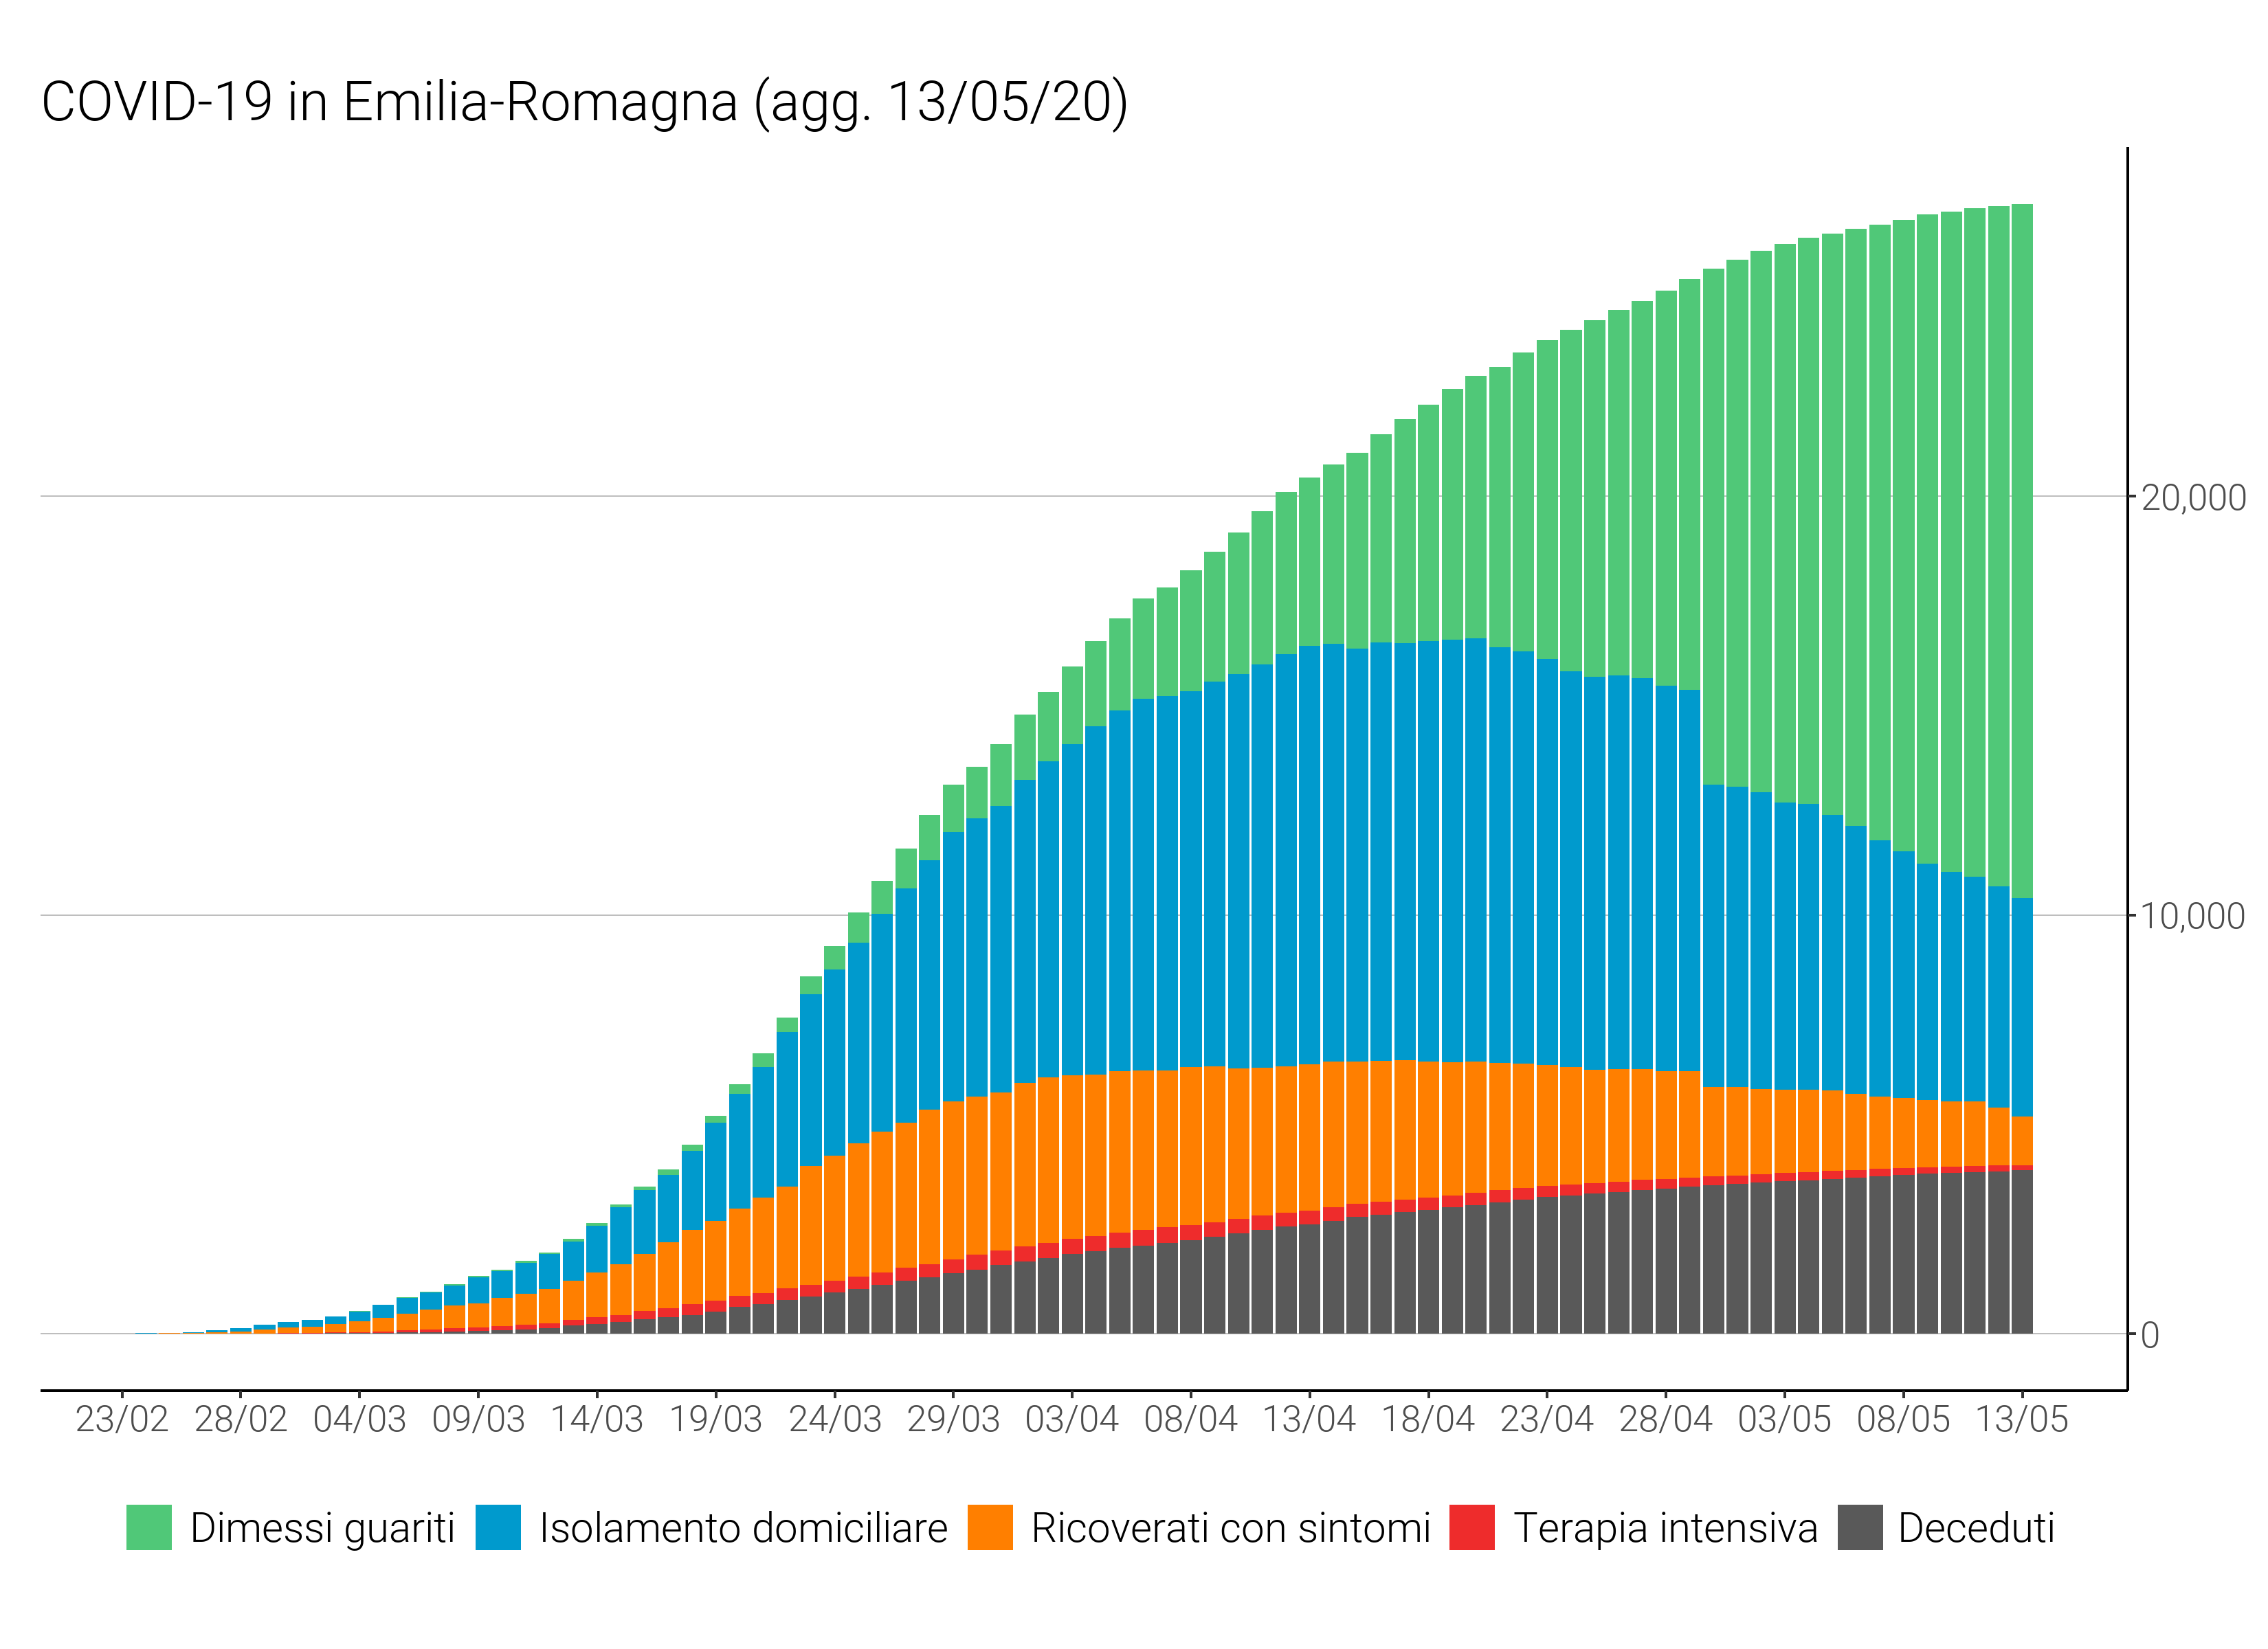 COVID-19 in Emilia-Romagna (agg. 13/05/20)
20,000
10,000
0
23/02 28/02 04/03 09/03 14/03 19/03 24/03 29/03 03/04 08/04 13/04 18/04 23/04 28/04 03/05 08/05 13/05
Dimessi guariti Isolamento domiciliare Ricoverati con sintomi Terapia intensiva Deceduti